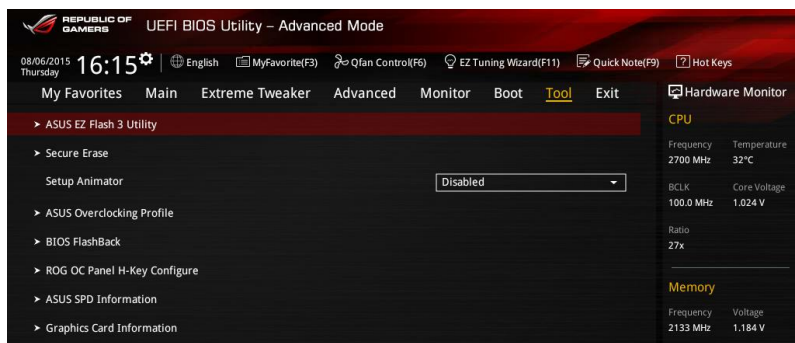 REPUBLIC OF
GAMERS
UEFI BIOS Utility – Advanced Mode
08/06/2015
Thursday
16:15
English
MyFavorite(F3)
Qfan Control(F6)
EZ Tuning Wizard(F11)
Quick Note(F9)
? Hot Keys
My Favorites Main Extreme Tweaker Advanced Monitor Boot Tool Exit
Hardware Monitor
> ASUS EZ Flash 3 Utility
> Secure Erase
Setup Animator Disabled
> ASUS Overclocking Profile
> BIOS FlashBack
> ROG OC Panel H-Key Configure
> ASUS SPD Information
> Graphics Card Information
CPU
Frequency Temperature
2700 MHz 32°C
BCLK Core Voltage
100.0 MHz 1.024 V
Ratio
27x
Memory
Frequency Voltage
2133 MHz 1.184 V